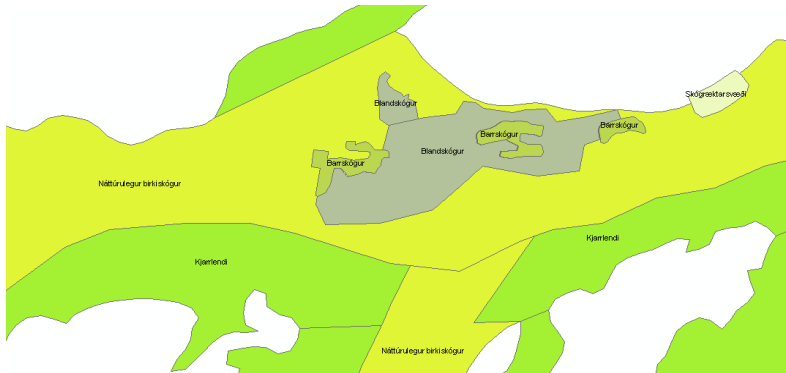 Skógræktarsvæði
Blandskógur
Barrskógur
Barrskógur
Blandskógur
Barrskógur
Náttúrulegur birkiskógur
Kjarrlendi
Kjarrlendi
Náttúrulegur birkiskógur